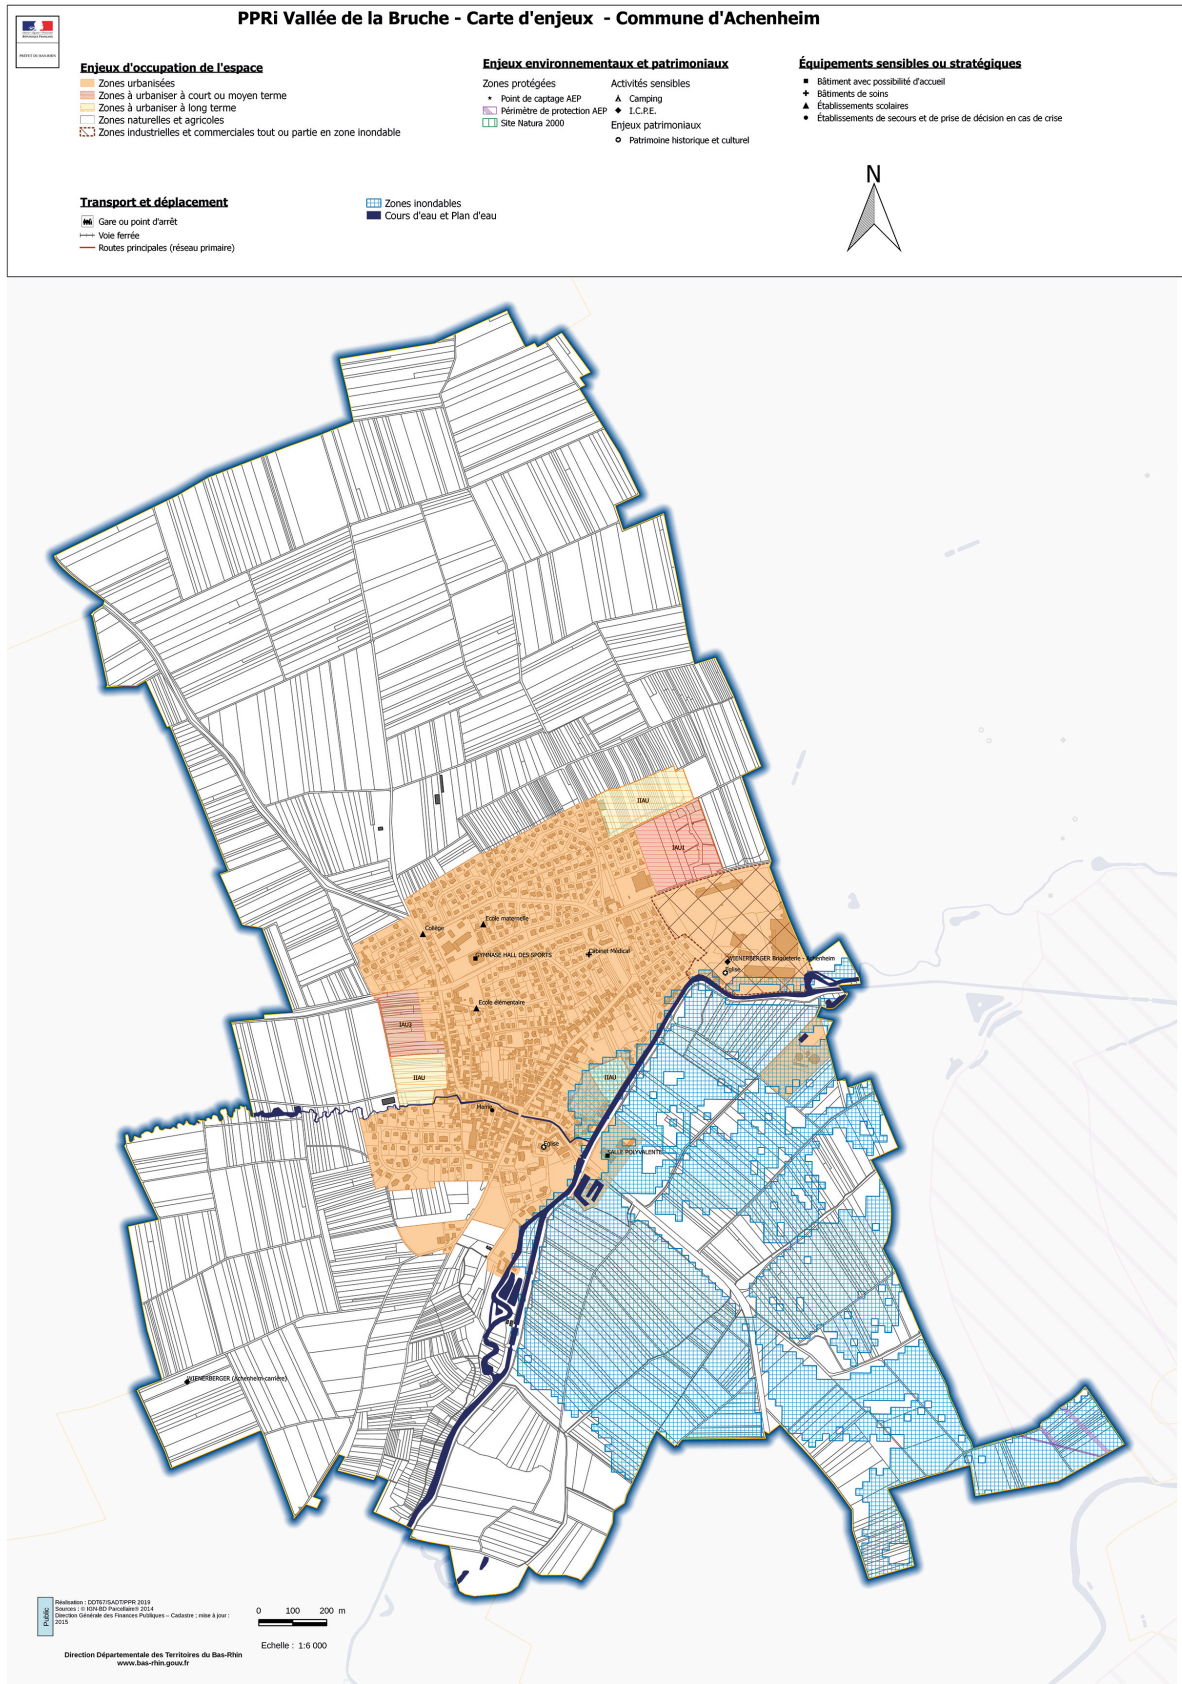 PPRi Vallée de la Bruche - Carte d'enjeux - Commune d'Achenheim
RÉPUBLIQUE FRANÇAISE
PRÉFET DU BAS-RHIN
Enjeux d'occupation de l'espace
Zones urbanisées
Zones à urbaniser à court ou moyen terme
Zones à urbaniser à long terme
Zones naturelles et agricoles
Zones industrielles et commerciales tout ou partie en zone inondable
Enjeux environnementaux et patrimoniaux
Zones protégées
Point de captage AEP
Périmètre de protection AEP
Site Natura 2000
Activités sensibles
Camping
I.C.P.E.
Enjeux patrimoniaux
Patrimoine historique et culturel
Équipements sensibles ou stratégiques
Bâtiment avec possibilité d'accueil
Bâtiments de soins
Établissements scolaires
Établissements de secours et de prise de décision en cas de crise
Transport et déplacement
Gare ou point d'arrêt
Voie ferrée
Routes principales (réseau primaire)
Zones inondables
Cours d'eau et Plan d'eau
N
IIAU
IAU1
Ecole maternelle
Collège
GYMNASE HALL DES SPORTS
Cabinet Médical
WIENERBERGER Briqueterie - Achenheim
Eglise
Ecole élémentaire
IAU3
IIAU
IIAU
Mairie
Eglise
SALLE POLYVALENTE
WIENERBERGER (Achenheim-carrière)
Public
Réalisation : DDT67/SADT/PPR 2019
Sources : © IGN-BD Parcellaire® 2014
Direction Générale des Finances Publiques – Cadastre ; mise à jour :
2015
0 100 200 m
Echelle : 1:6 000
Direction Départementale des Territoires du Bas-Rhin
www.bas-rhin.gouv.fr